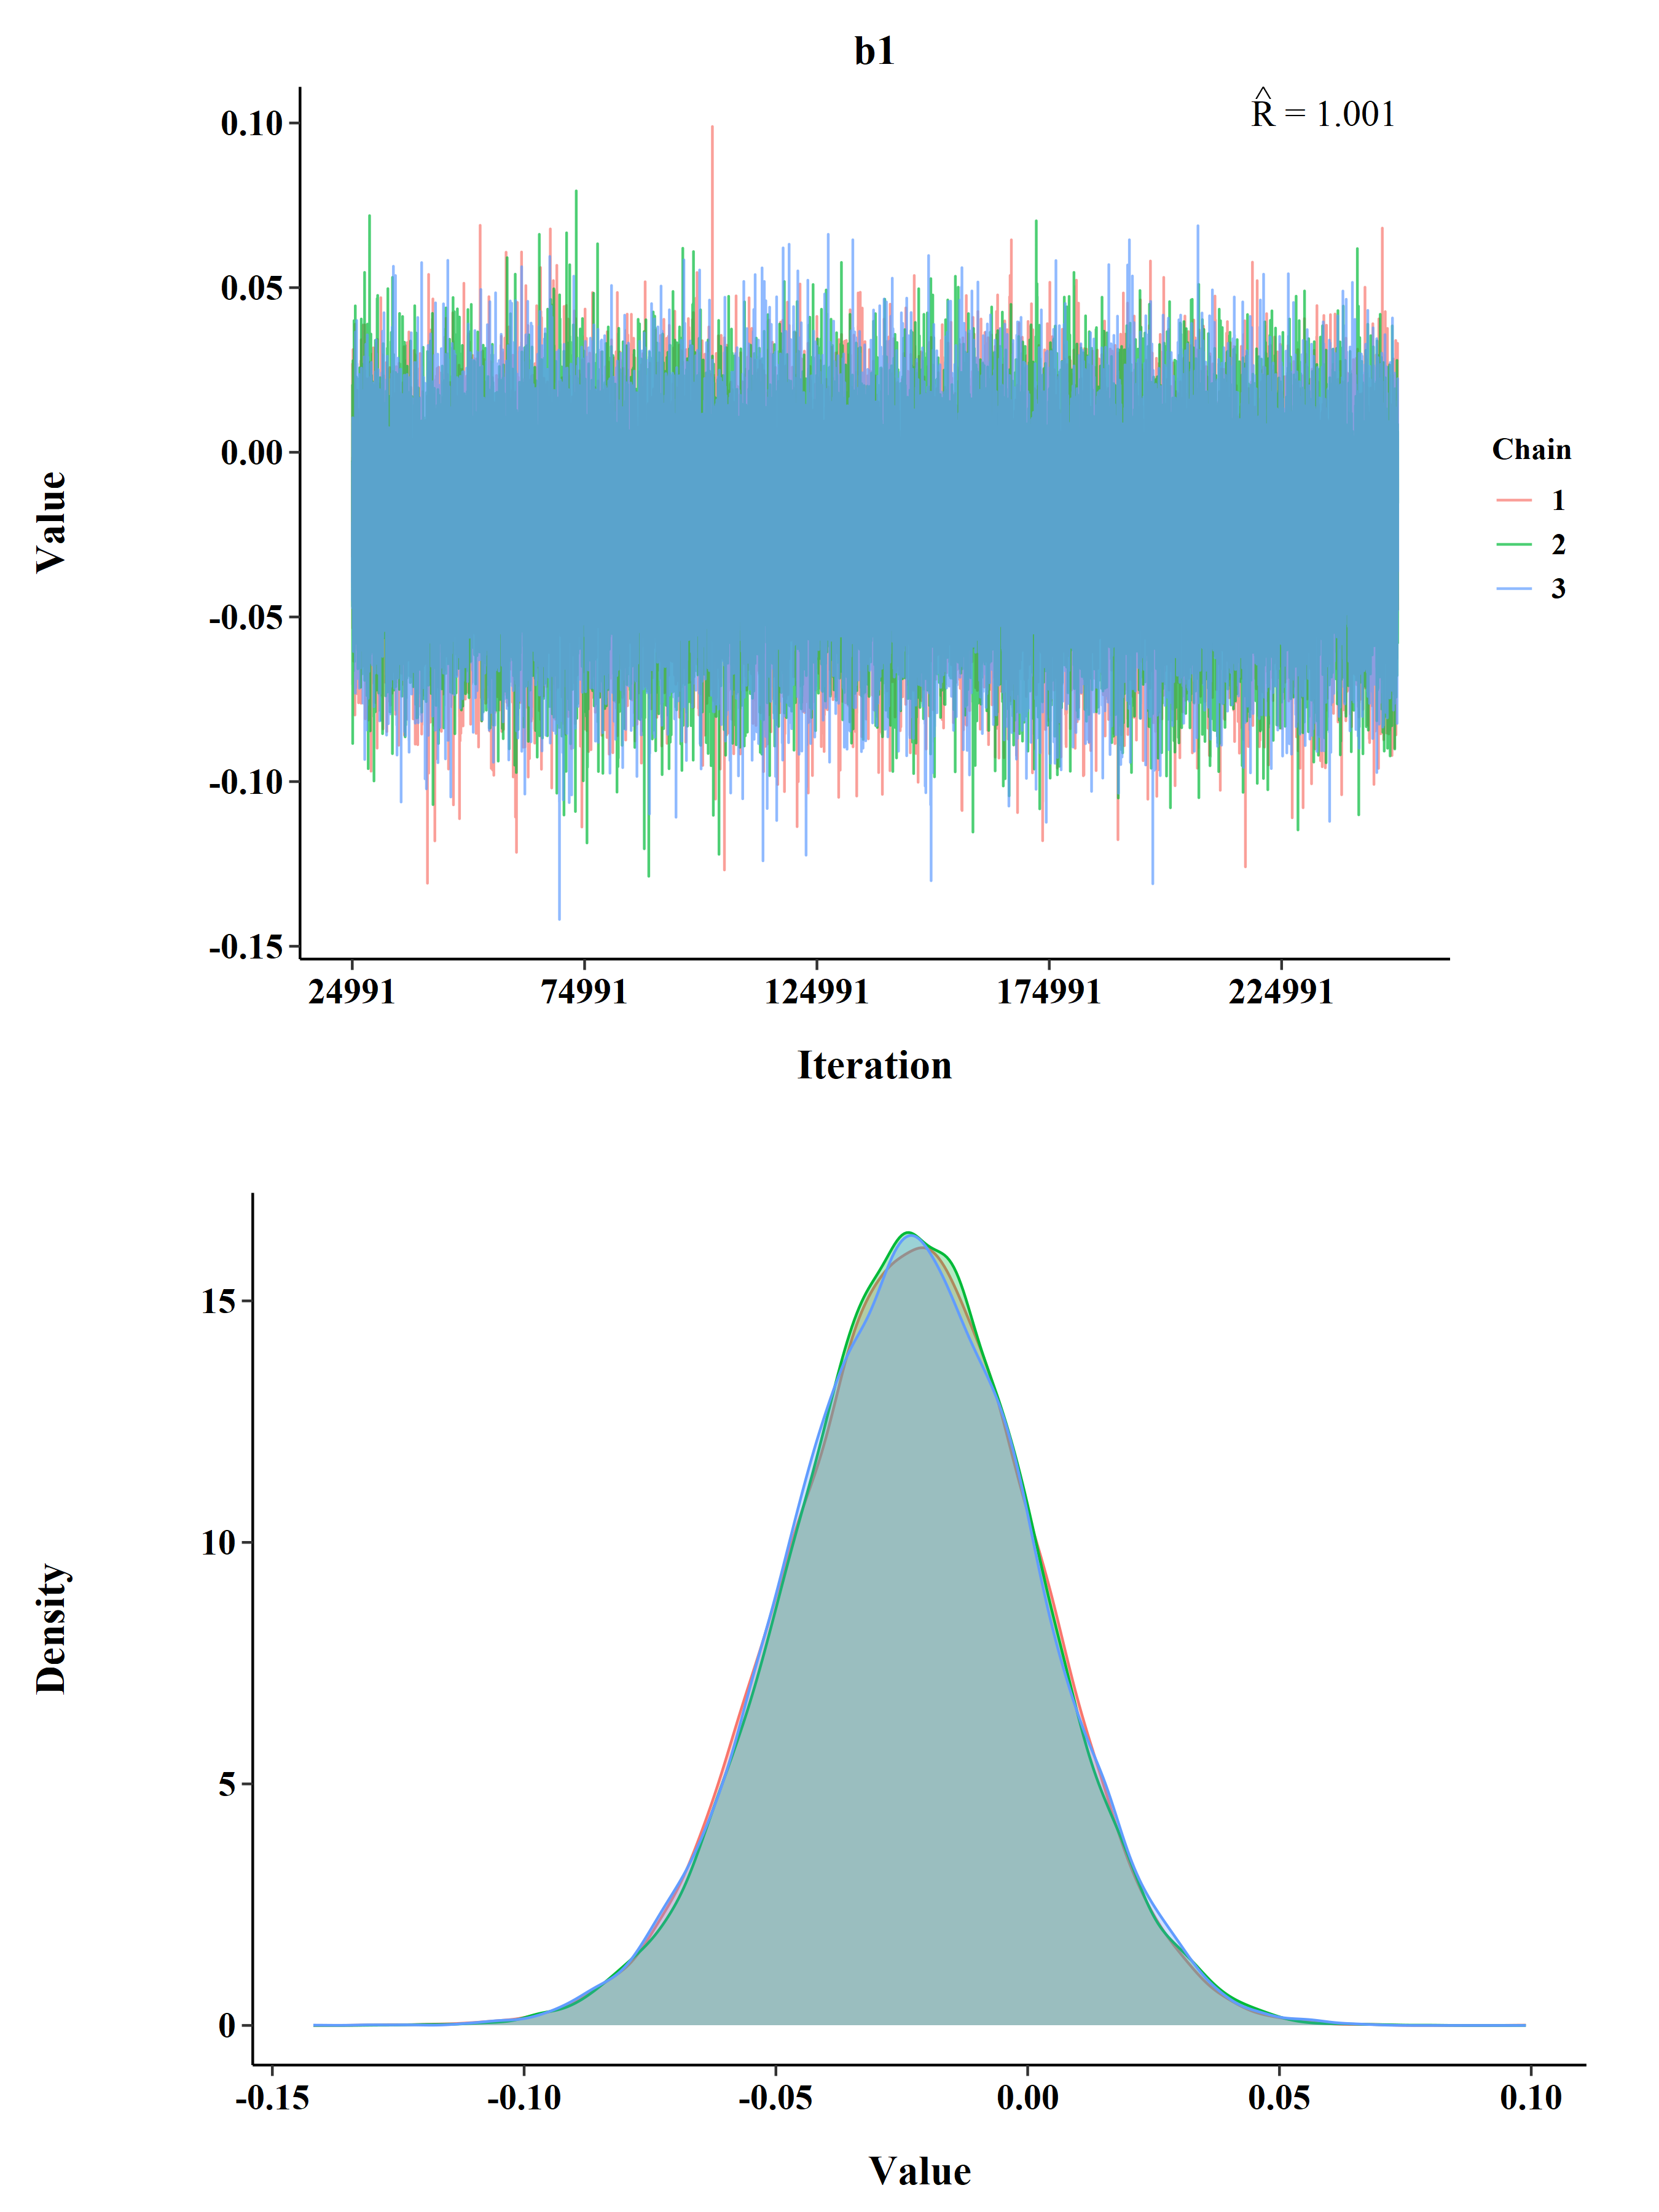 b1
R̂ = 1.001
0.10
0.05
0.00
-0.05
-0.10
-0.15
Value
24991 74991 124991 174991 224991
Iteration
Chain
1
2
3
15
10
5
0
Density
-0.15 -0.10 -0.05 0.00 0.05 0.10
Value